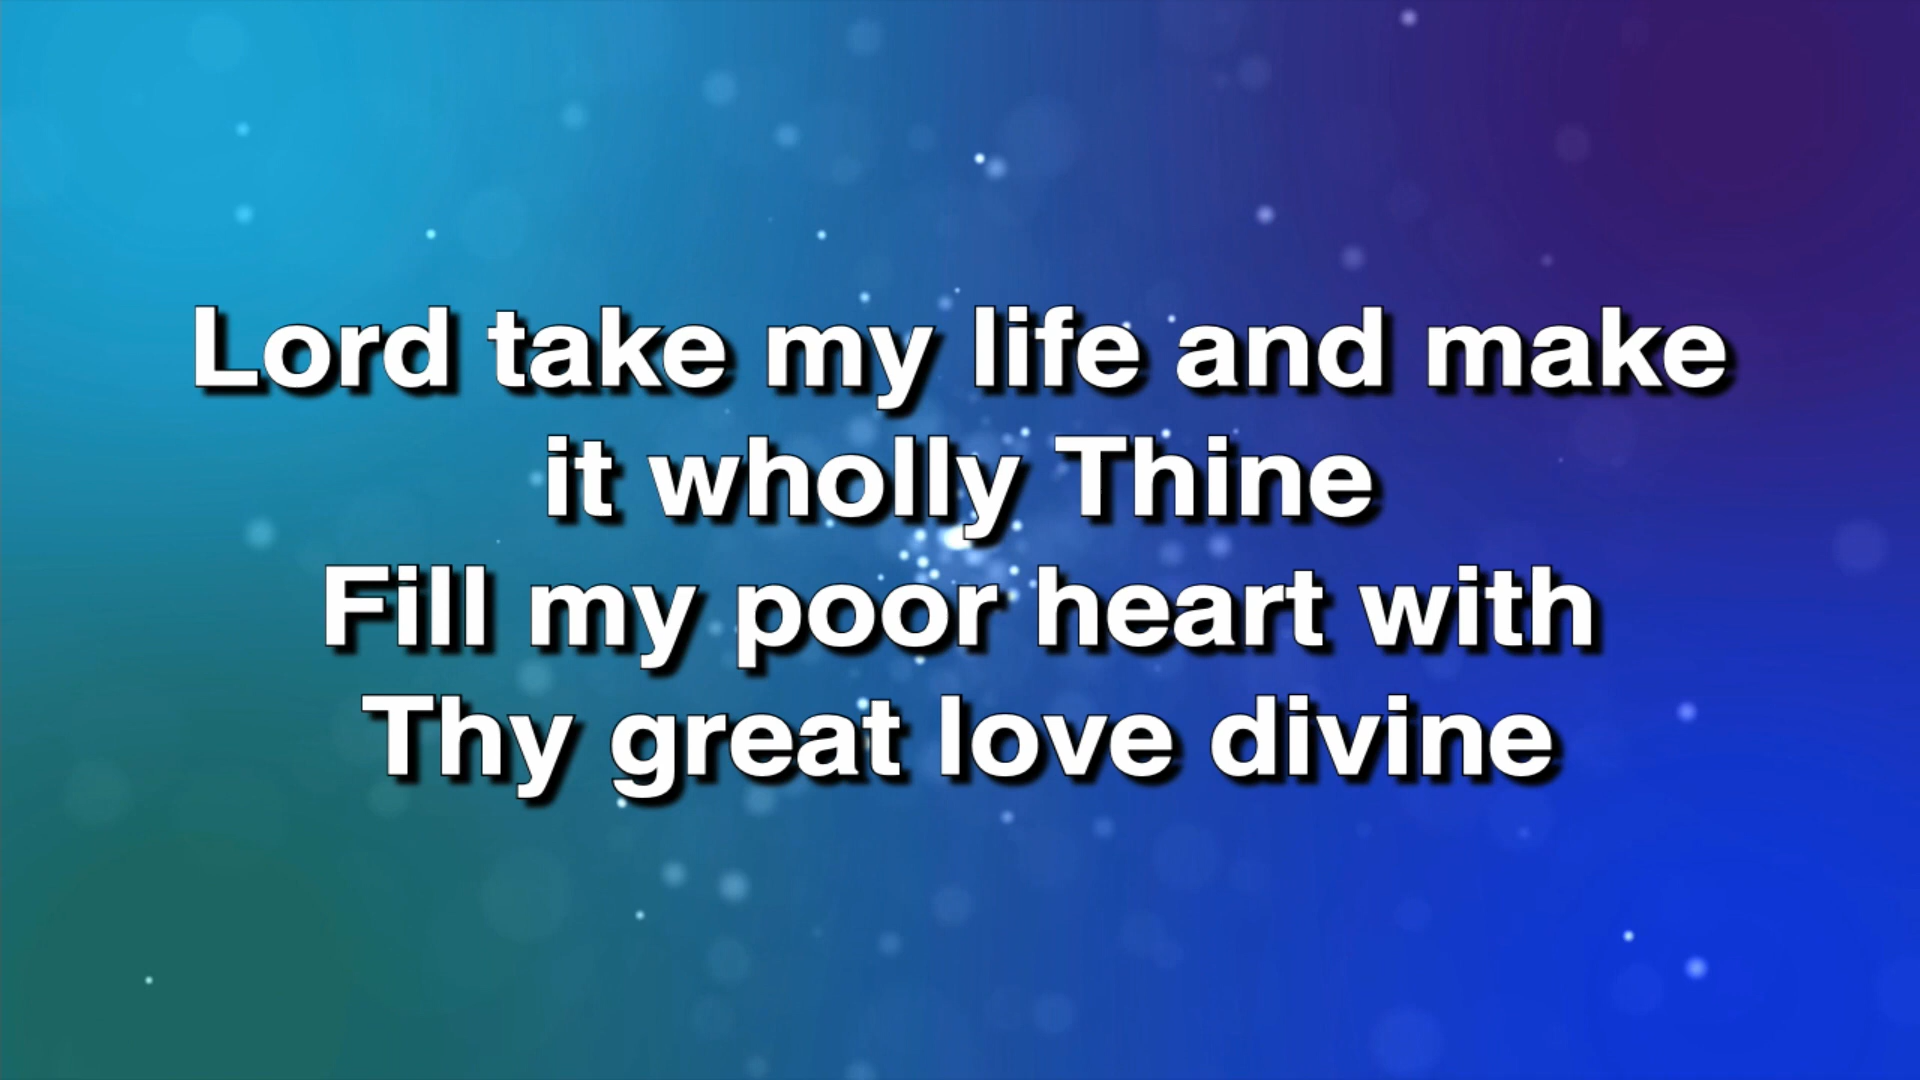 Lord take my life and make
it wholly Thine
Fill my poor heart with
Thy great love divine